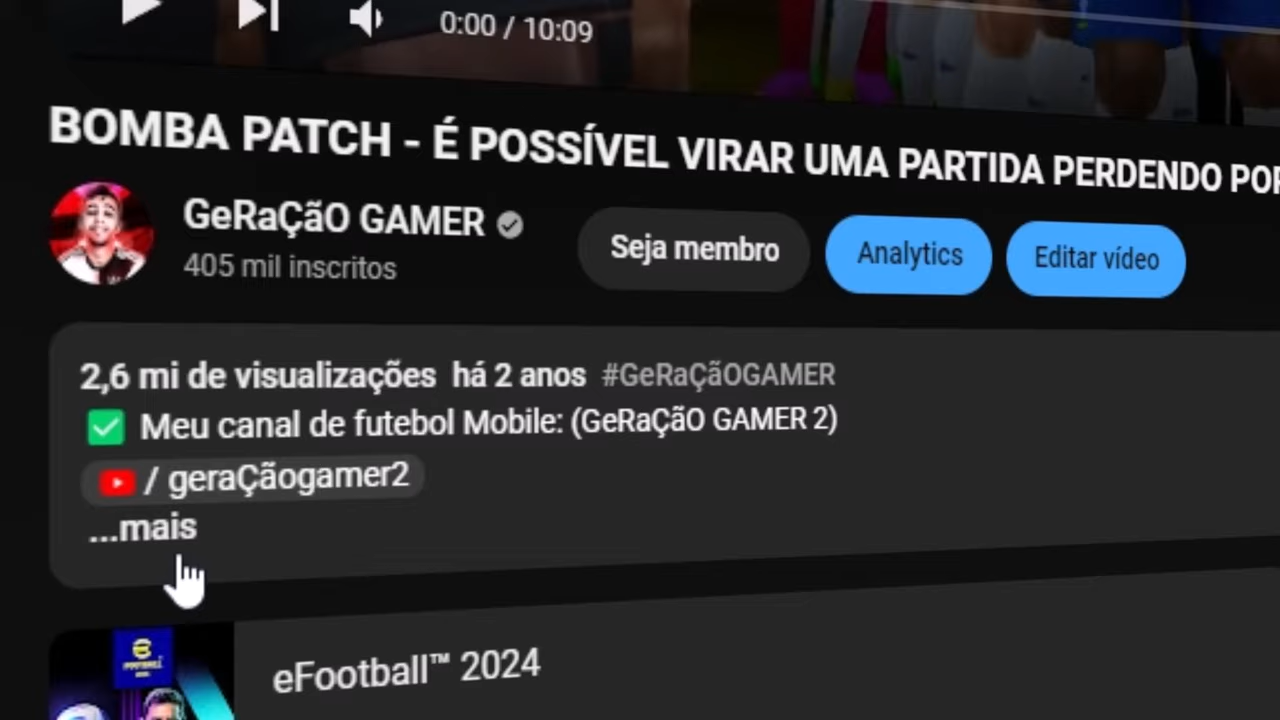 0:00 / 10:09
BOMBA PATCH - É POSSÍVEL VIRAR UMA PARTIDA PERDENDO
GeRaÇãO GAMER
405 mil inscritos
Seja membro
Analytics
Editar vídeo
2,6 mi de visualizações há 2 anos #GeRaÇãOGAMER
Meu canal de futebol Mobile: (GeRaÇãO GAMER 2)
/ geraÇãogamer2
...mais
eFootball™ 2024